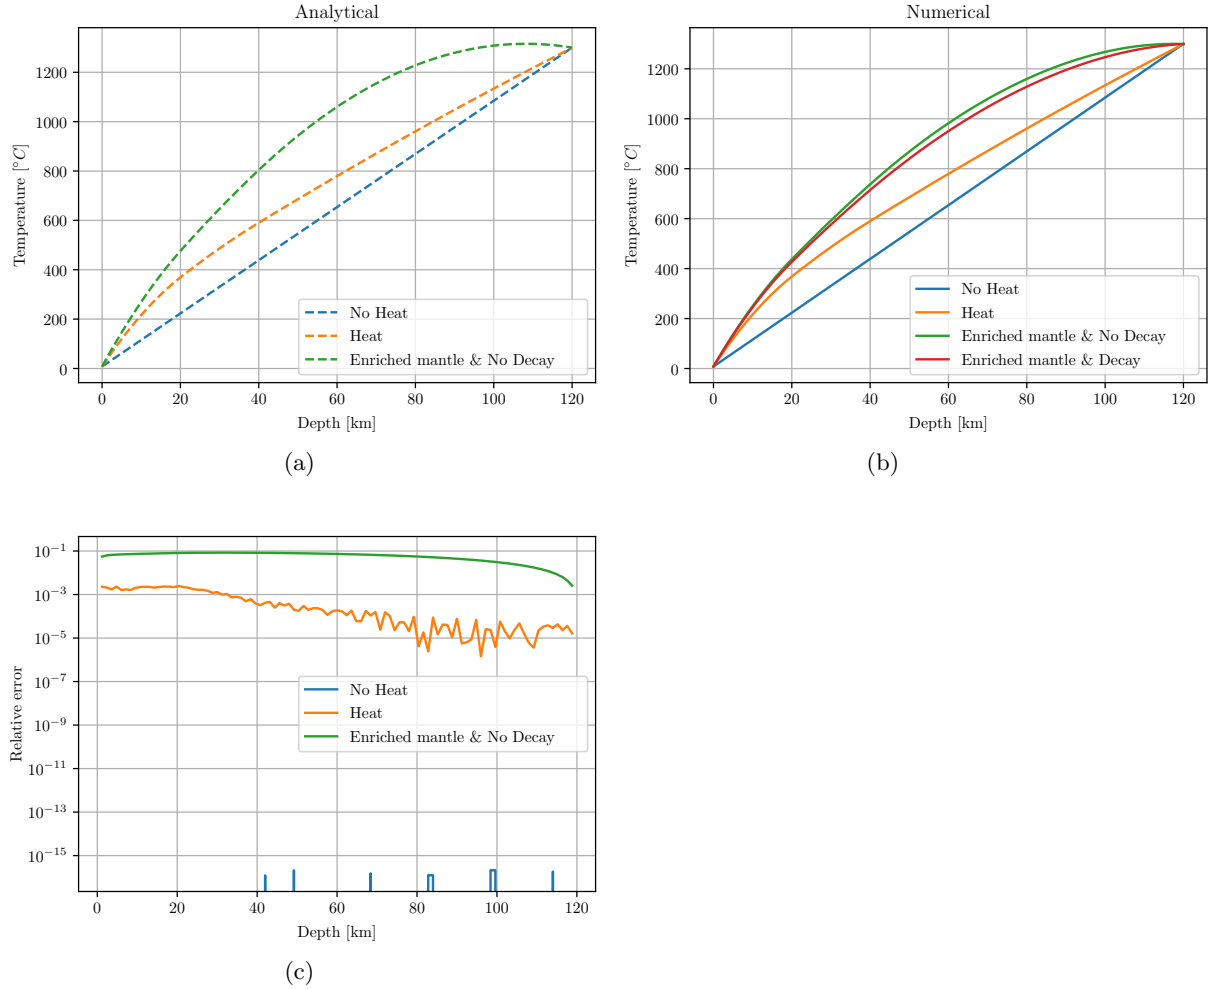 Analytical
1200
1000
800
600
400
200
0
Temperature [°C]
0 20 40 60 80 100 120
Depth [km]
No Heat
Heat
Enriched mantle & No Decay
(a)
Numerical
1200
1000
800
600
400
200
0
Temperature [°C]
0 20 40 60 80 100 120
Depth [km]
No Heat
Heat
Enriched mantle & No Decay
Enriched mantle & Decay
(b)
10⁻¹
10⁻³
10⁻⁵
10⁻⁷
10⁻⁹
10⁻¹¹
10⁻¹³
10⁻¹⁵
Relative error
0 20 40 60 80 100 120
Depth [km]
No Heat
Heat
Enriched mantle & No Decay
(c)